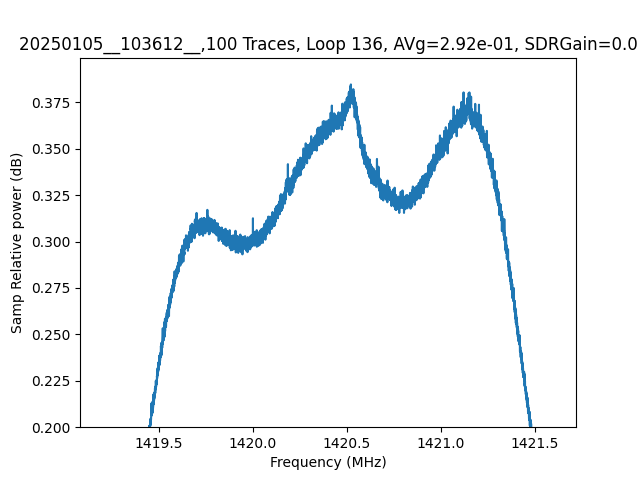 20250105__103612__,100 Traces, Loop 136, AVg=2.92e-01, SDRGain=0.0
Samp Relative power (dB)
0.375
0.350
0.325
0.300
0.275
0.250
0.225
0.200
1419.5 1420.0 1420.5 1421.0 1421.5
Frequency (MHz)